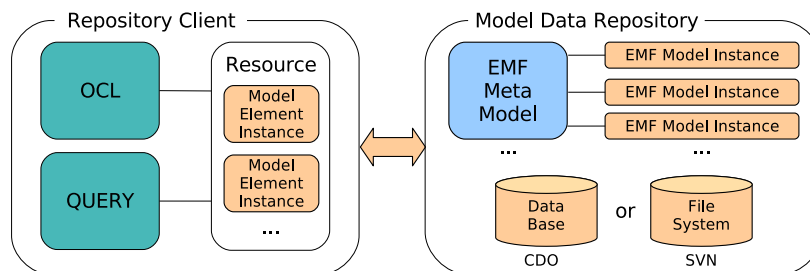 Repository Client
OCL
QUERY
Resource
Model
Element
Instance
Model
Element
Instance
...
Model Data Repository
EMF
Meta
Model
...
EMF Model Instance
EMF Model Instance
EMF Model Instance
...
Data
Base
CDO
or
File
System
SVN